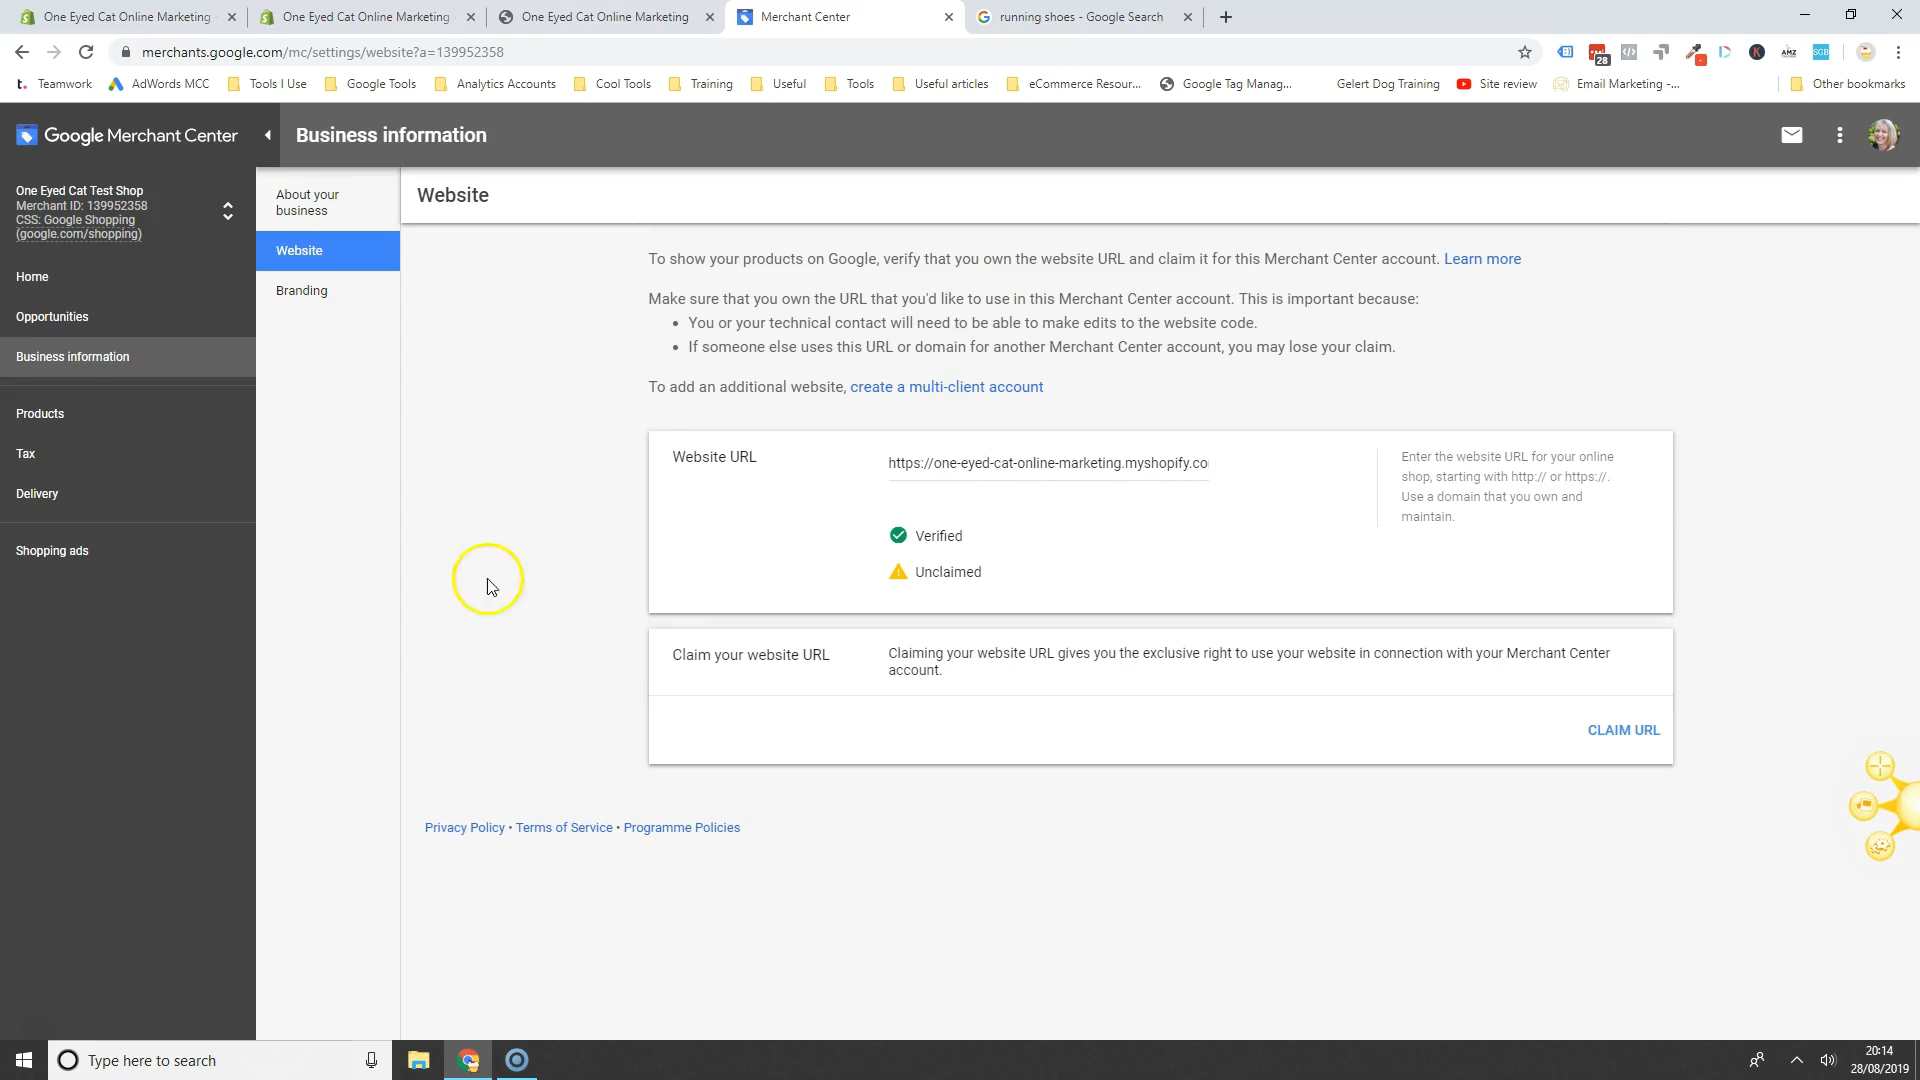 One Eyed Cat Online Marketing
One Eyed Cat Online Marketing
One Eyed Cat Online Marketing
Merchant Center
running shoes - Google Search
merchants.google.com/mc/settings/website?a=139952358
28
AMZ
SGB
Teamwork
AdWords MCC
Tools I Use
Google Tools
Analytics Accounts
Cool Tools
Training
Useful
Tools
Useful articles
eCommerce Resour...
Google Tag Manag...
Gelert Dog Training
Site review
Email Marketing -...
Other bookmarks
Google Merchant Center
Business information
One Eyed Cat Test Shop
Merchant ID: 139952358
CSS: Google Shopping
(google.com/shopping)
Home
Opportunities
Business information
Products
Tax
Delivery
Shopping ads
About your
business
Website
Branding
Website
To show your products on Google, verify that you own the website URL and claim it for this Merchant Center account. Learn more
Make sure that you own the URL that you'd like to use in this Merchant Center account. This is important because:
• You or your technical contact will need to be able to make edits to the website code.
• If someone else uses this URL or domain for another Merchant Center account, you may lose your claim.
To add an additional website, create a multi-client account
Website URL
https://one-eyed-cat-online-marketing.myshopify.co
Verified
Unclaimed
Enter the website URL for your online
shop, starting with http:// or https://.
Use a domain that you own and
maintain.
Claim your website URL
Claiming your website URL gives you the exclusive right to use your website in connection with your Merchant Center
account.
CLAIM URL
Privacy Policy • Terms of Service • Programme Policies
Type here to search
20:14
28/08/2019